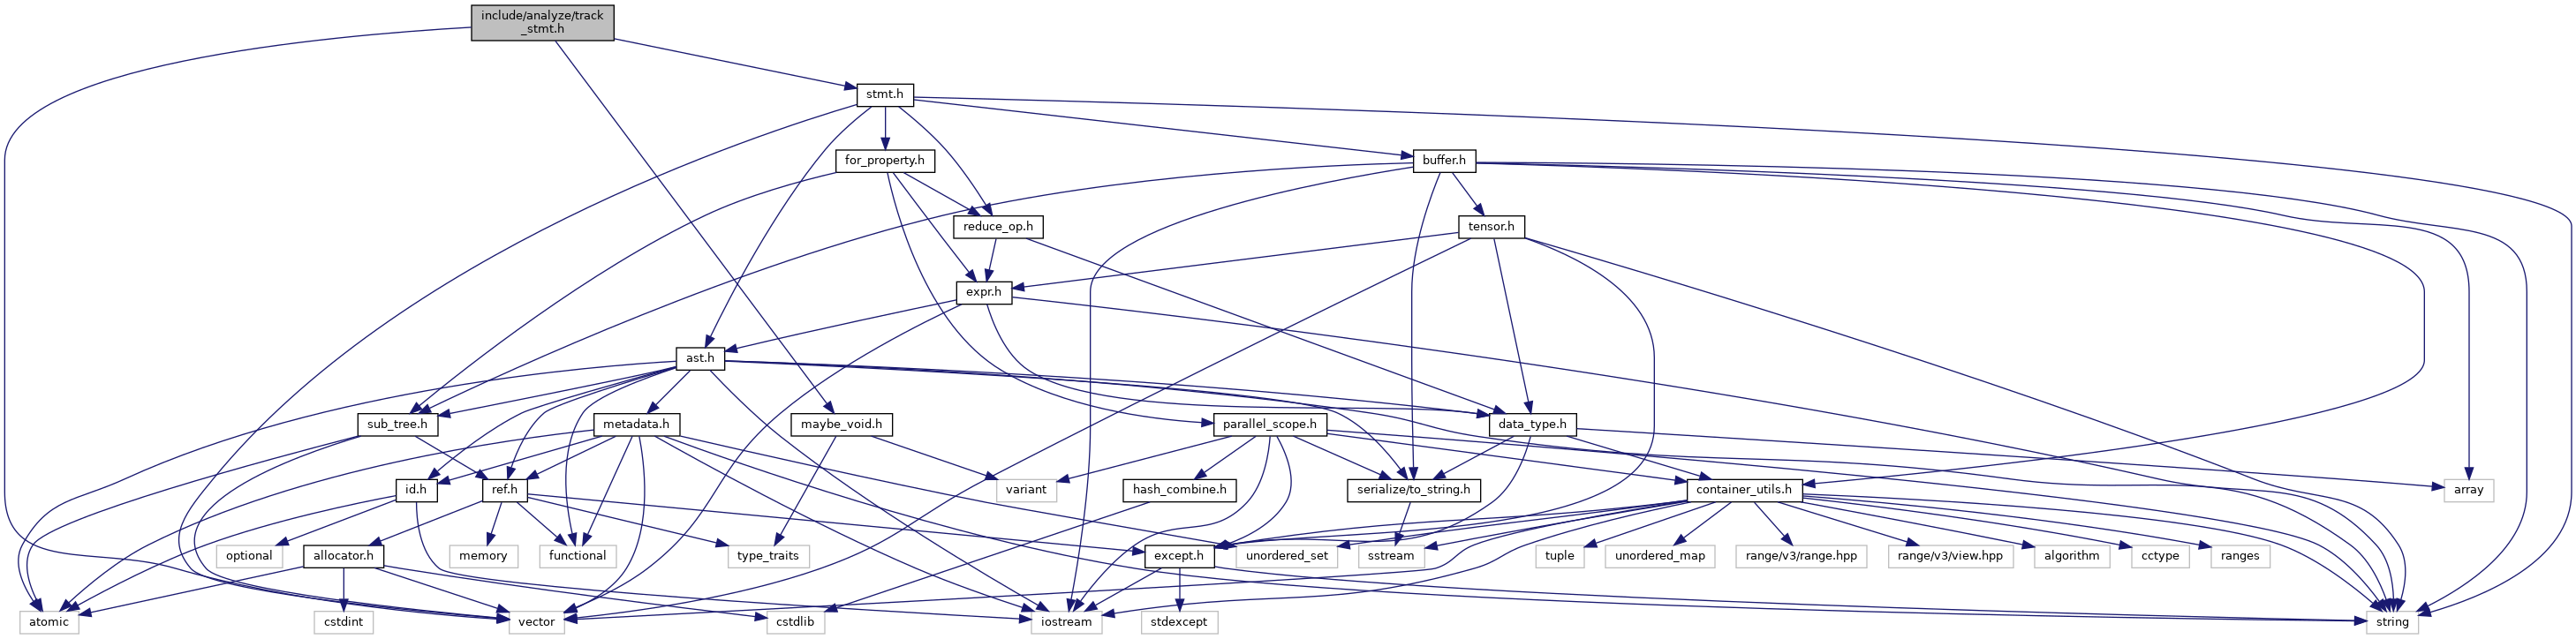 include/analyze/track
_stmt.h
stmt.h
for_property.h
buffer.h
reduce_op.h
tensor.h
expr.h
ast.h
sub_tree.h
metadata.h
maybe_void.h
parallel_scope.h
data_type.h
id.h
ref.h
variant
hash_combine.h
serialize/to_string.h
container_utils.h
array
optional
allocator.h
memory
functional
type_traits
except.h
unordered_set
sstream
tuple
unordered_map
range/v3/range.hpp
range/v3/view.hpp
algorithm
cctype
ranges
atomic
cstdint
vector
cstdlib
iostream
stdexcept
string